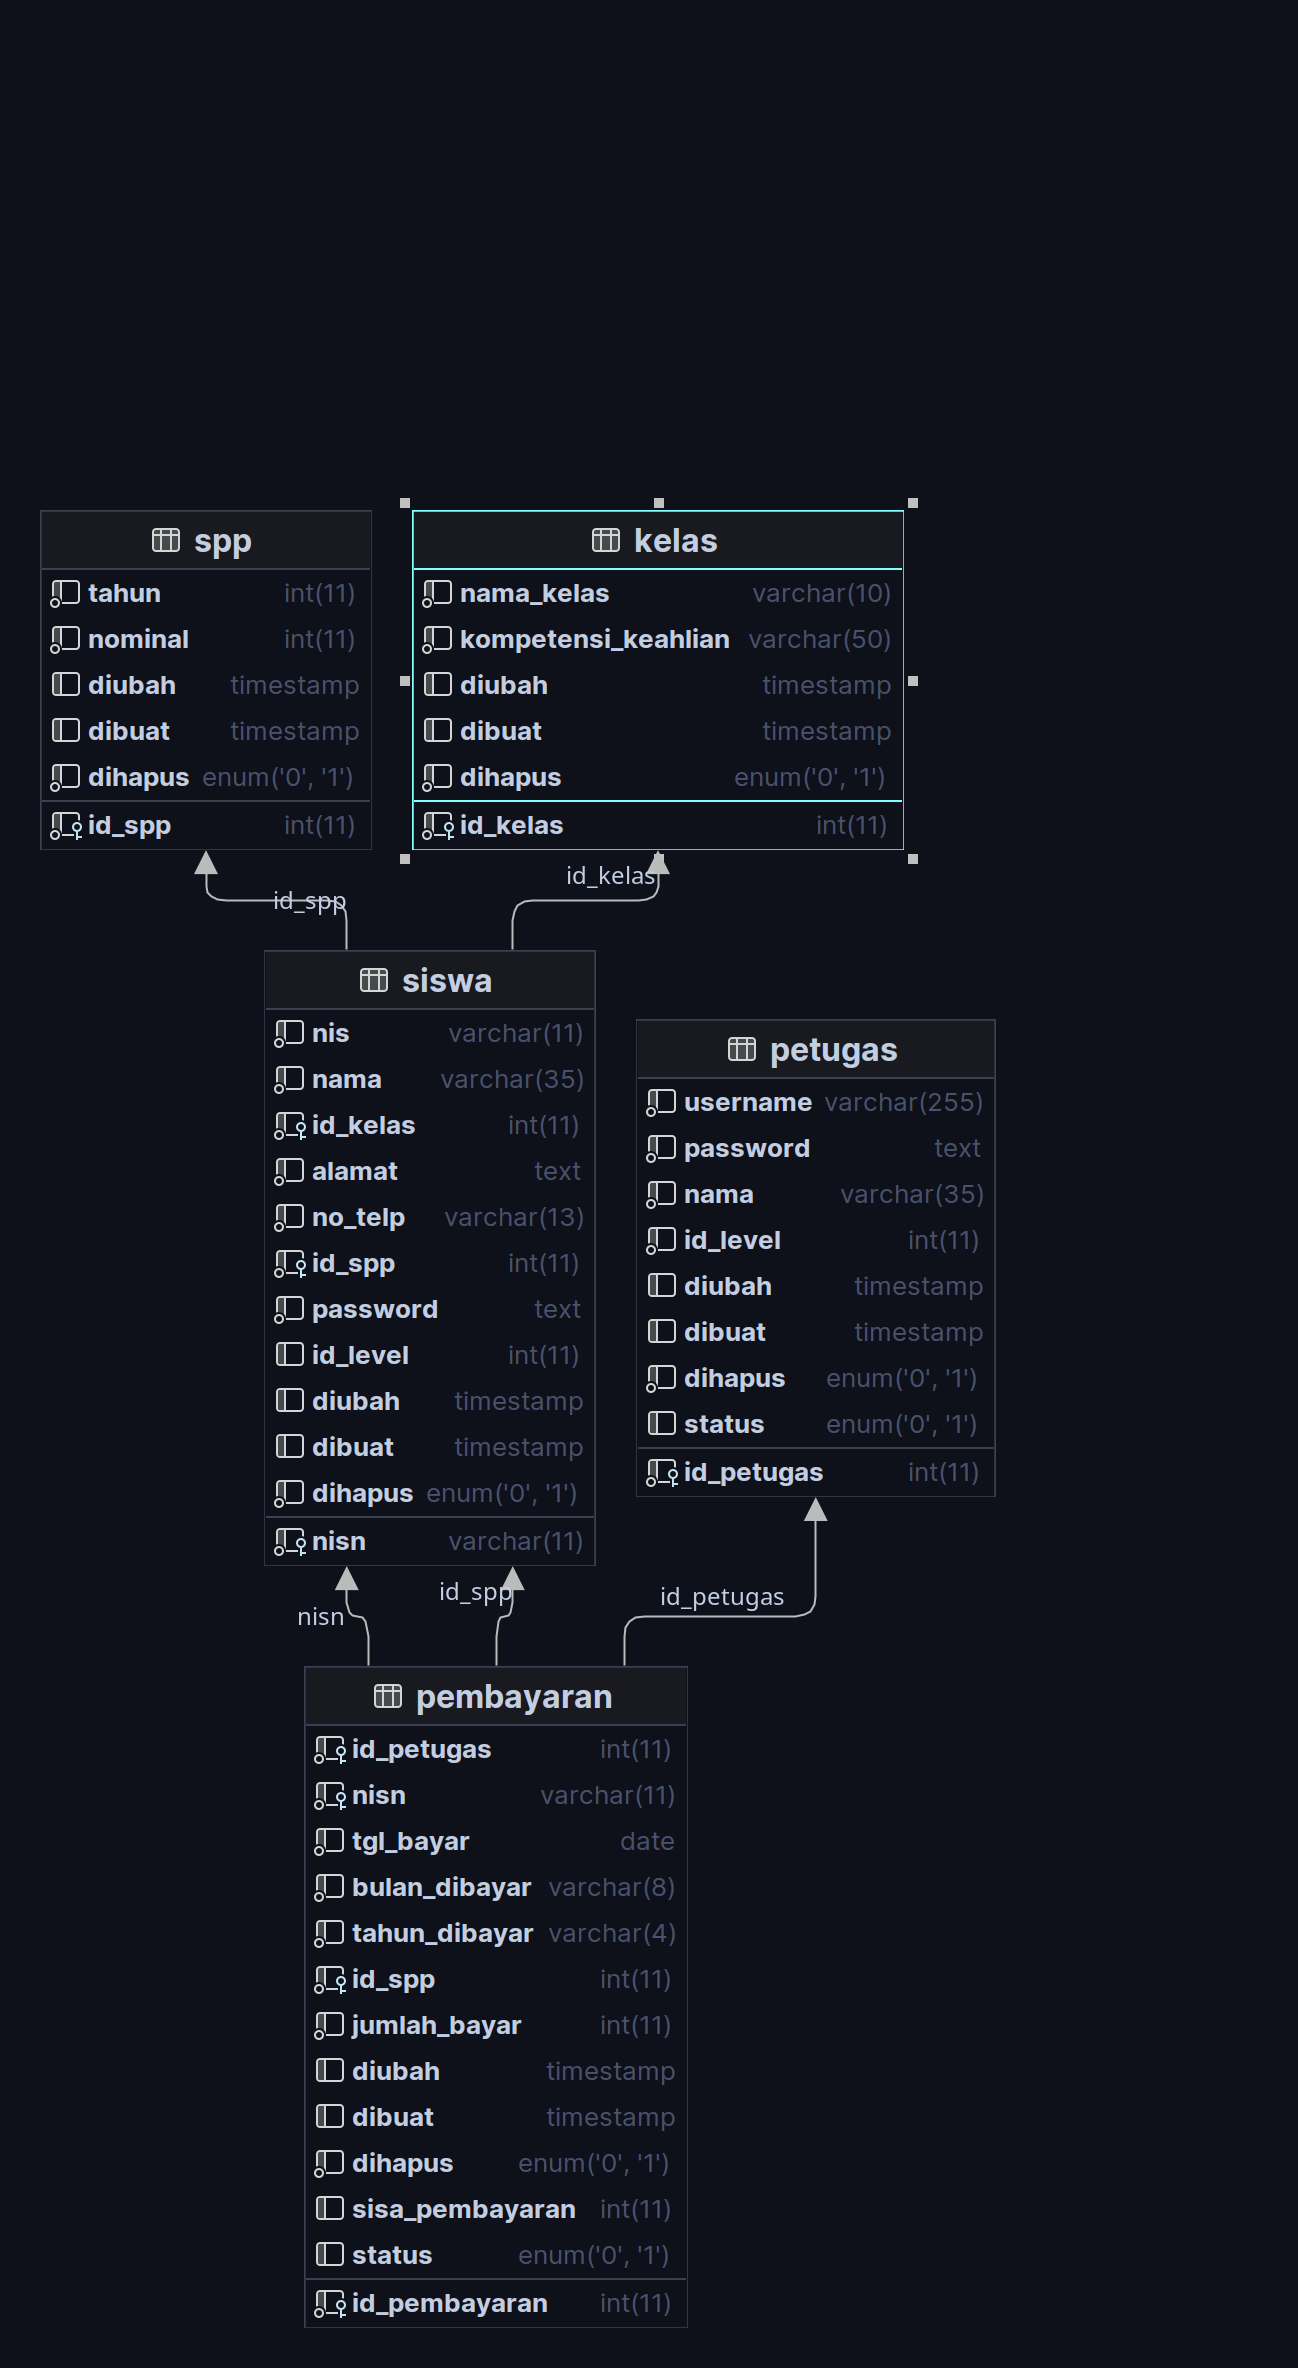 spp
tahun int(11)
nominal int(11)
diubah timestamp
dibuat timestamp
dihapus enum('0', '1')
id_spp int(11)
kelas
nama_kelas varchar(10)
kompetensi_keahlian varchar(50)
diubah timestamp
dibuat timestamp
dihapus enum('0', '1')
id_kelas int(11)
id_spp
id_kelas
siswa
nis varchar(11)
nama varchar(35)
id_kelas int(11)
alamat text
no_telp varchar(13)
id_spp int(11)
password text
id_level int(11)
diubah timestamp
dibuat timestamp
dihapus enum('0', '1')
nisn varchar(11)
petugas
username varchar(255)
password text
nama varchar(35)
id_level int(11)
diubah timestamp
dibuat timestamp
dihapus enum('0', '1')
status enum('0', '1')
id_petugas int(11)
nisn
id_spp
id_petugas
pembayaran
id_petugas int(11)
nisn varchar(11)
tgl_bayar date
bulan_dibayar varchar(8)
tahun_dibayar varchar(4)
id_spp int(11)
jumlah_bayar int(11)
diubah timestamp
dibuat timestamp
dihapus enum('0', '1')
sisa_pembayaran int(11)
status enum('0', '1')
id_pembayaran int(11)